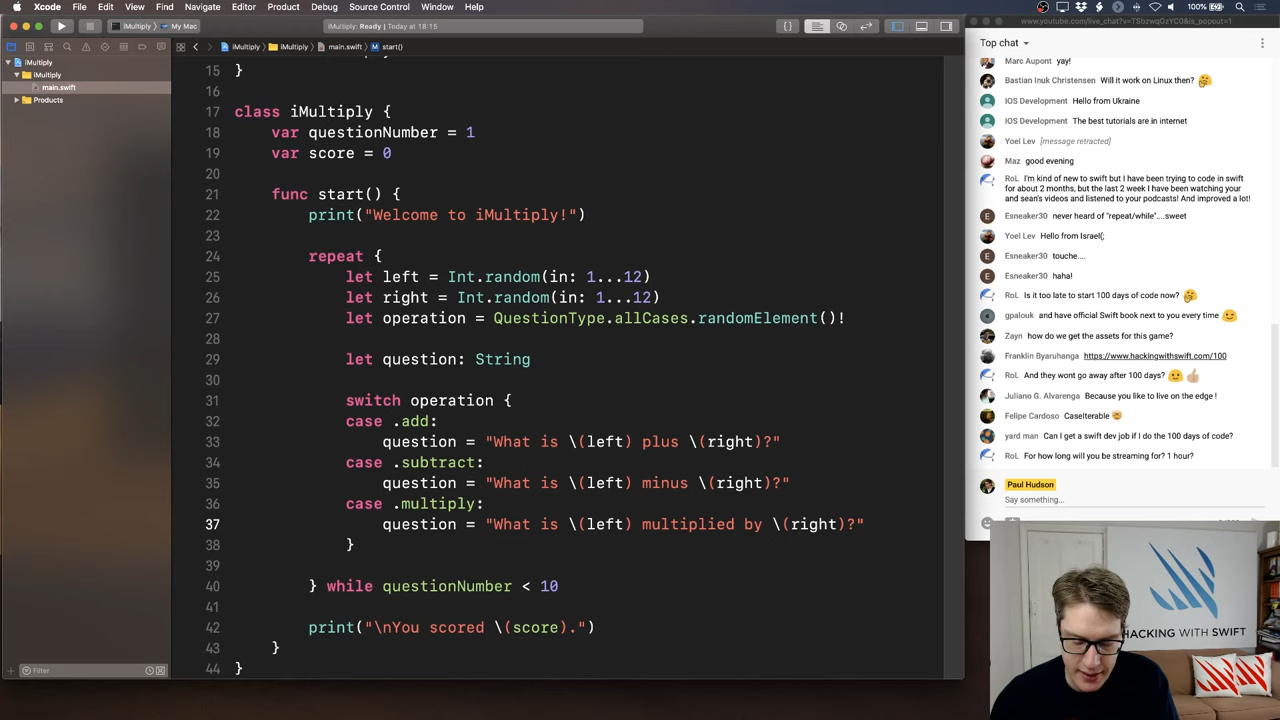 Xcode File Edit View Find Navigate Editor Product Debug Source Control Window Help
iMultiply My Mac
iMultiply: Ready | Today at 18:15
www.youtube.com/live_chat?v=TSbzwqGzYC0&is_popout=1
iMultiply iMultiply main.swift start()
iMultiply
iMultiply
main.swift
Products
Filter
15 }
16
17 class iMultiply {
18 var questionNumber = 1
19 var score = 0
20
21 func start() {
22 print("Welcome to iMultiply!")
23
24 repeat {
25 let left = Int.random(in: 1...12)
26 let right = Int.random(in: 1...12)
27 let operation = QuestionType.allCases.randomElement()!
28
29 let question: String
30
31 switch operation {
32 case .add:
33 question = "What is \(left) plus \(right)?"
34 case .subtract:
35 question = "What is \(left) minus \(right)?"
36 case .multiply:
37 question = "What is \(left) multiplied by \(right)?"
38 }
39
40 } while questionNumber < 10
41
42 print("\nYou scored \(score).")
43 }
44 }
Top chat
Marc Aupont yay!
Bastian Inuk Christensen Will it work on Linux then?
IOS Development Hello from Ukraine
IOS Development The best tutorials are in internet
Yoel Lev [message retracted]
Maz good evening
RoL I'm kind of new to swift but I have been trying to code in swift
for about 2 months, but the last 2 week I have been watching your
and sean's videos and listened to your podcasts! And improved a lot!
Esneaker30 never heard of "repeat/while"....sweet
Yoel Lev Hello from Israel(;
Esneaker30 touche....
Esneaker30 haha!
RoL Is it too late to start 100 days of code now?
gpalouk and have official Swift book next to you every time
Zayn how do we get the assets for this game?
Franklin Byaruhanga https://www.hackingwithswift.com/100
RoL And they wont go away after 100 days?
Juliano G. Alvarenga Because you like to live on the edge !
Felipe Cardoso CaseIterable
yard man Can I get a swift dev job if I do the 100 days of code?
RoL For how long will you be streaming for? 1 hour?
Paul Hudson
Say something...
HACKING WITH SWIFT